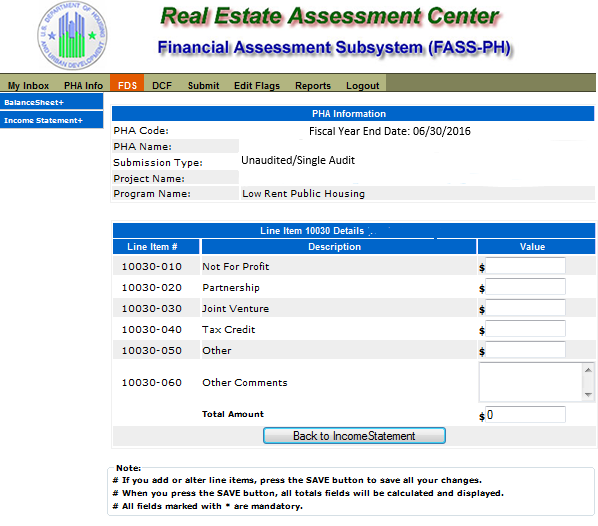 Real Estate Assessment Center
Financial Assessment Subsystem (FASS-PH)
U.S. DEPARTMENT OF HOUSING AND URBAN DEVELOPMENT
My Inbox PHA Info FDS DCF Submit Edit Flags Reports Logout
BalanceSheet+
Income Statement+
PHA Information
PHA Code: Fiscal Year End Date: 06/30/2016
PHA Name:
Submission Type: Unaudited/Single Audit
Project Name:
Program Name: Low Rent Public Housing
Line Item 10030 Details
Line Item # Description Value
10030-010 Not For Profit $
10030-020 Partnership $
10030-030 Joint Venture $
10030-040 Tax Credit $
10030-050 Other $
10030-060 Other Comments
Total Amount $ 0
Back to IncomeStatement
Note:
# If you add or alter line items, press the SAVE button to save all your changes.
# When you press the SAVE button, all totals fields will be calculated and displayed.
# All fields marked with * are mandatory.